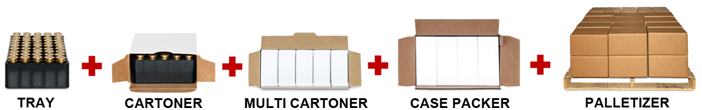 TRAY
CARTONER
MULTI CARTONER
CASE PACKER
PALLETIZER